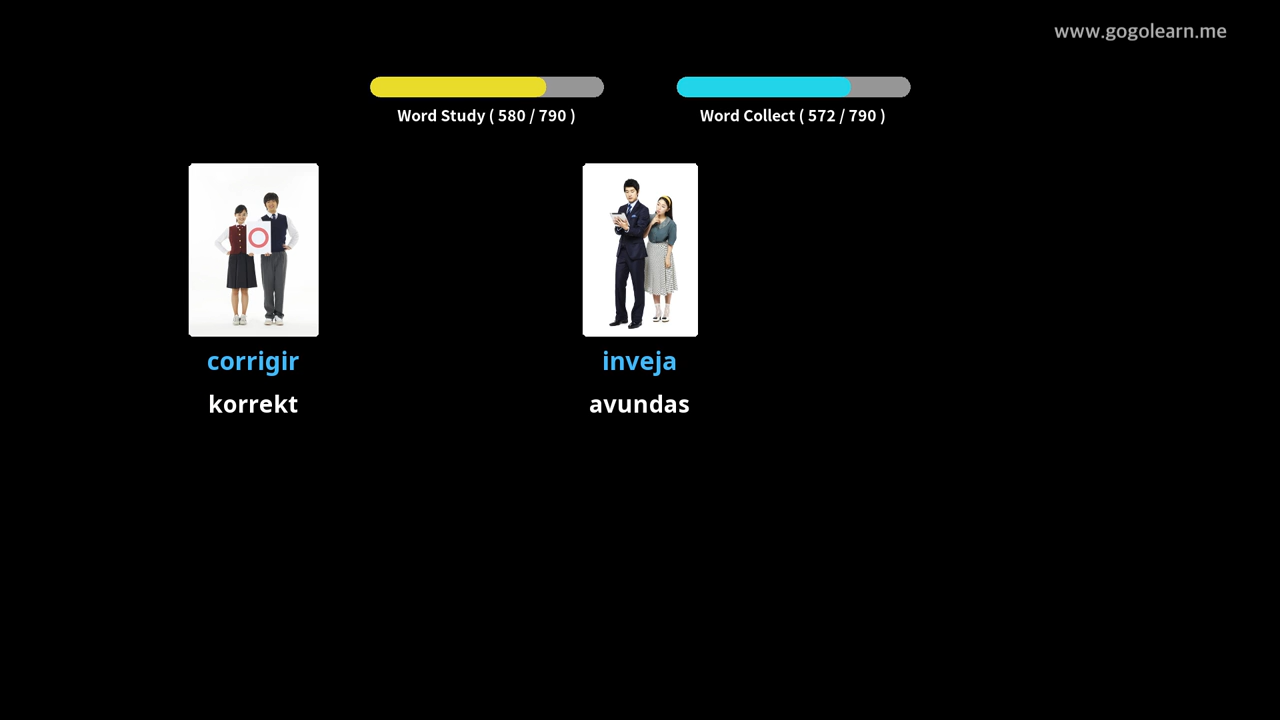 www.gogolearn.me
Word Study ( 580 / 790 )
Word Collect ( 572 / 790 )
corrigir
korrekt
inveja
avundas